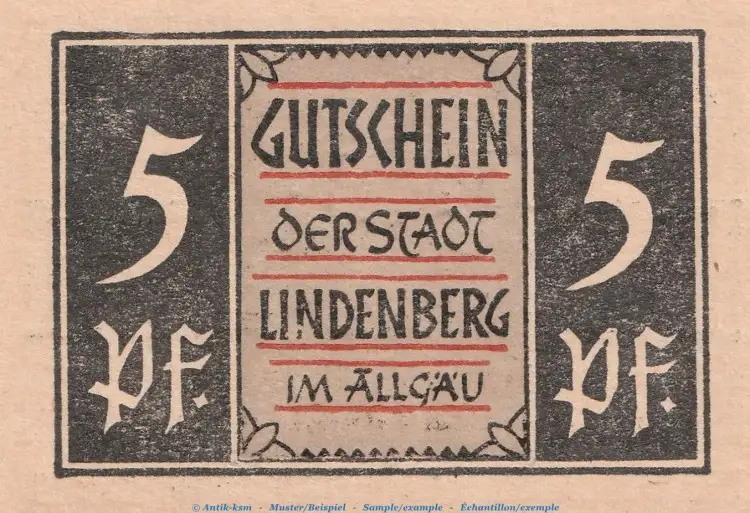 5
Pf.
GUTSCHEIN
DER STADT
LINDENBERG
IM ALLGÄU
5
Pf.
© Antik-ksm - Muster/Beispiel - Sample/example - Échantillon/exemple